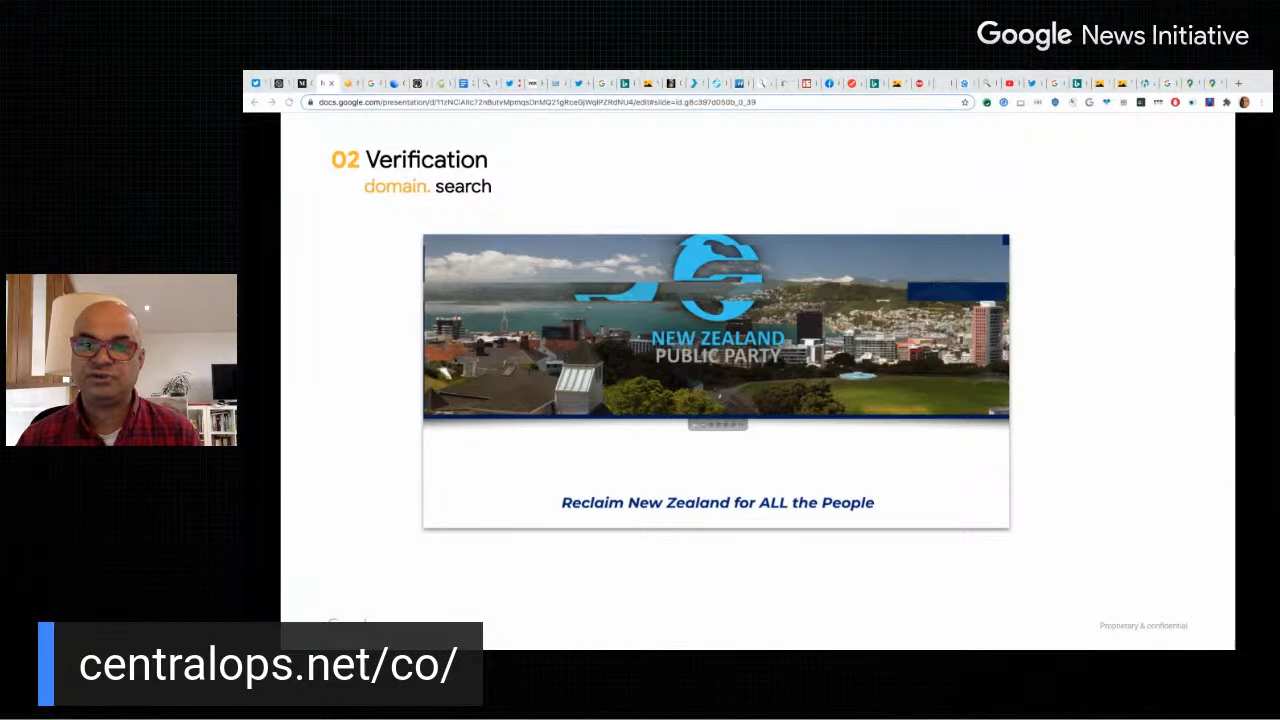 Google News Initiative
02 Verification
domain. search
NEW ZEALAND
PUBLIC PARTY
Reclaim New Zealand for ALL the People
Proprietary & confidential
centralops.net/co/